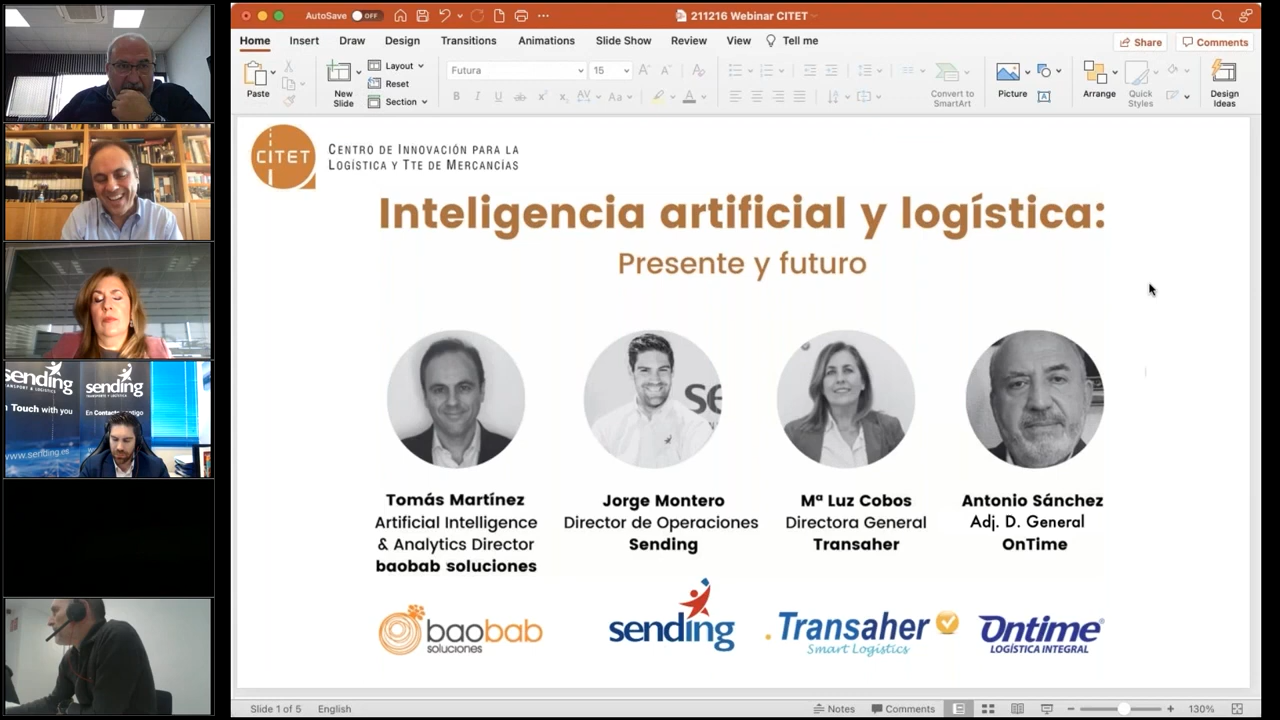 AutoSave OFF
211216 Webinar CITET
Home Insert Draw Design Transitions Animations Slide Show Review View Tell me
Share Comments
Paste
New Slide
Layout
Reset
Section
Futura 15
Convert to SmartArt
Picture
Arrange
Quick Styles
Design Ideas
CITET
Centro de Innovación para la
Logística y Tte de Mercancías
Inteligencia artificial y logística:
Presente y futuro
Tomás Martínez
Artificial Intelligence
& Analytics Director
baobab soluciones
Jorge Montero
Director de Operaciones
Sending
Mª Luz Cobos
Directora General
Transaher
Antonio Sánchez
Adj. D. General
OnTime
baobab
soluciones
sending
Transaher
Smart Logistics
Ontime
LOGÍSTICA INTEGRAL
sending
sending
Touch with you
www.sending.es
Slide 1 of 5 English
Notes Comments 130%